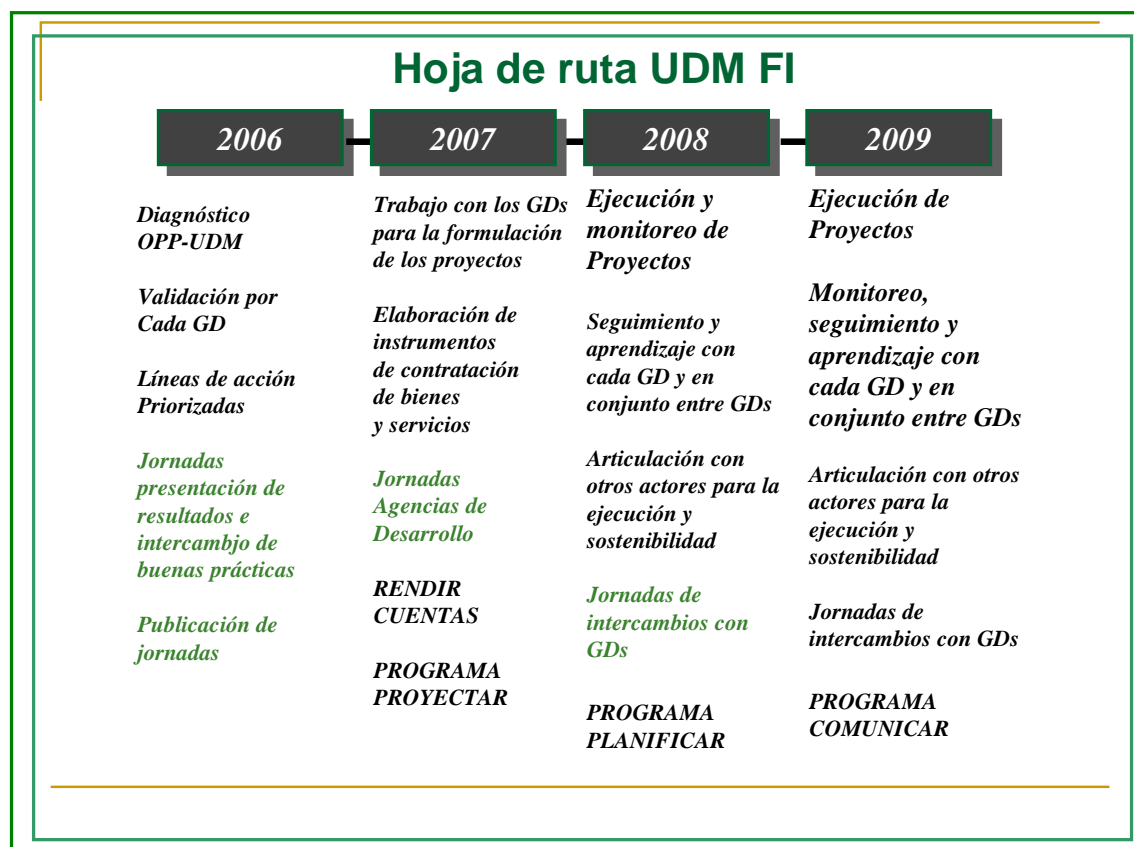 Hoja de ruta UDM FI
2006
2007
2008
2009
Diagnóstico
OPP-UDM
Validación por
Cada GD
Líneas de acción
Priorizadas
Jornadas
presentación de
resultados e
intercambjo de
buenas prácticas
Publicación de
jornadas
Trabajo con los GDs
para la formulación
de los proyectos
Elaboración de
instrumentos
de contratación
de bienes
y servicios
Jornadas
Agencias de
Desarrollo
RENDIR
CUENTAS
PROGRAMA
PROYECTAR
Ejecución y
monitoreo de
Proyectos
Seguimiento y
aprendizaje con
cada GD y en
conjunto entre GDs
Articulación con
otros actores para la
ejecución y
sostenibilidad
Jornadas de
intercambios con
GDs
PROGRAMA
PLANIFICAR
Ejecución de
Proyectos
Monitoreo,
seguimiento y
aprendizaje con
cada GD y en
conjunto entre GDs
Articulación con otros
actores para la
ejecución y
sostenibilidad
Jornadas de
intercambios con GDs
PROGRAMA
COMUNICAR